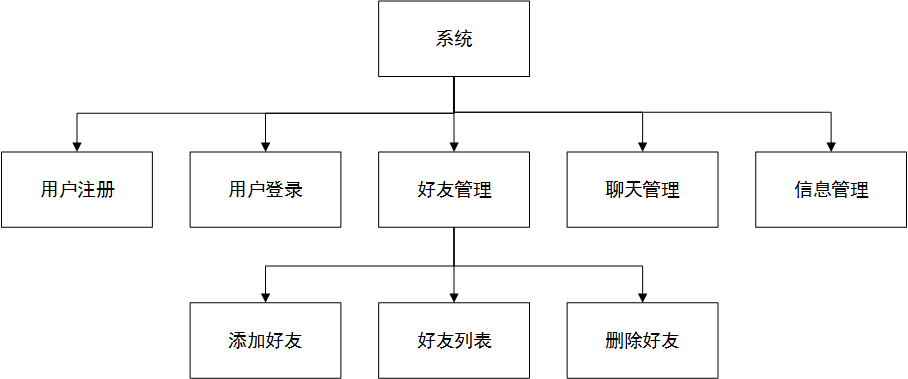 系统
用户注册
用户登录
好友管理
聊天管理
信息管理
添加好友
好友列表
删除好友